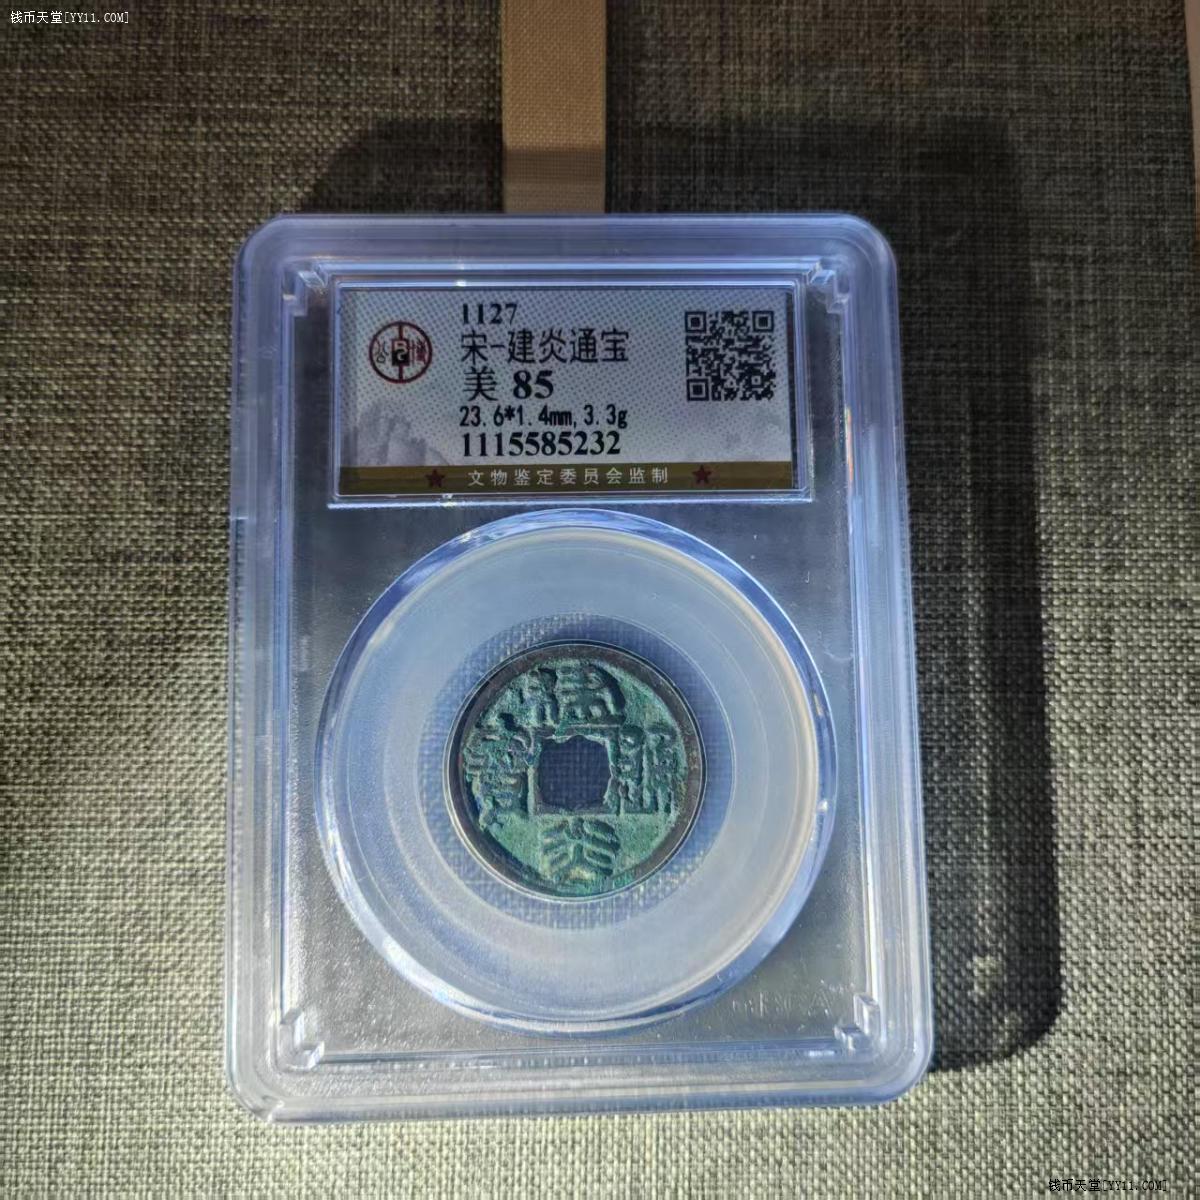 钱币天堂[YY11.COM]
1127
宋-建炎通宝
美 85
23.6*1.4mm,3.3g
1115585232
★ 文物鉴定委员会监制 ★
建
寶 通
炎
GBCA
钱币天堂[YY11.COM]